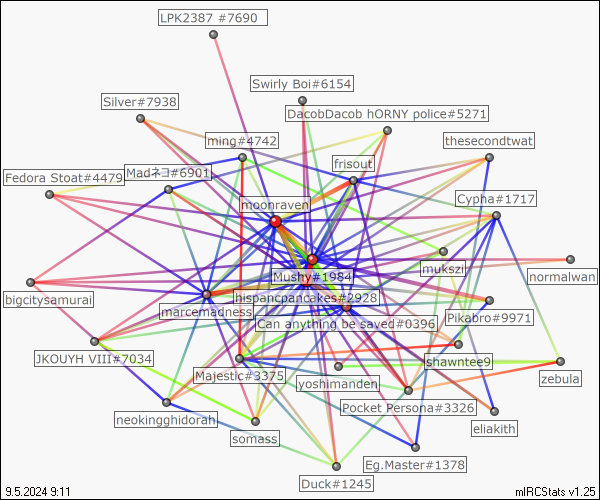 LPK2387 #7690
Swirly Boi#6154
Silver#7938
DacobDacob hORNY police#5271
ming#4742
thesecondtwat
frisout
Fedora Stoat#4479
Madネコ#6901
Cypha#1717
moonraven
Mushy#1984
mukszi
normalwan
bigcitysamurai
hispancpancakes#2928
marcemadness
Pikabro#9971
Can anything be saved#0396
JKOUYH VIII#7034
shawntee9
Majestic#3375
yoshimanden
zebula
Pocket Persona#3326
neokingghidorah
eliakith
somass
Eg.Master#1378
Duck#1245
9.5.2024 9:11
mIRCStats v1.25